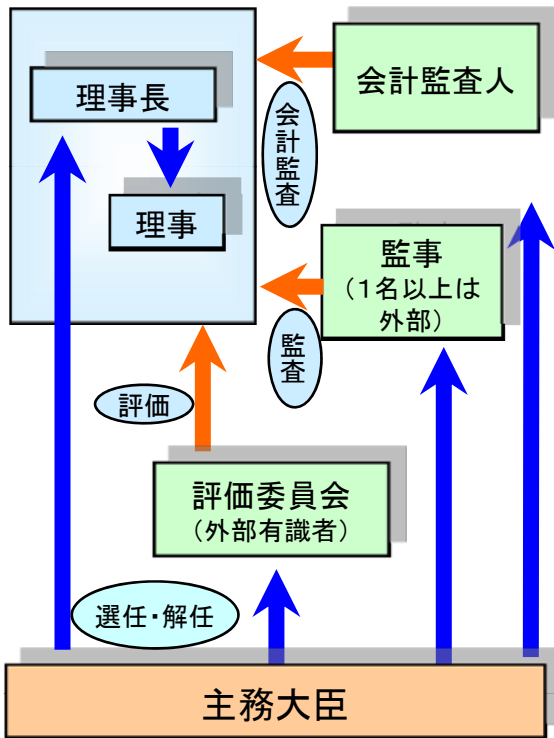 理事長
理事
会計監査人
会計監査
監事
（１名以上は
外部）
監査
評価
評価委員会
（外部有識者）
選任・解任
主務大臣